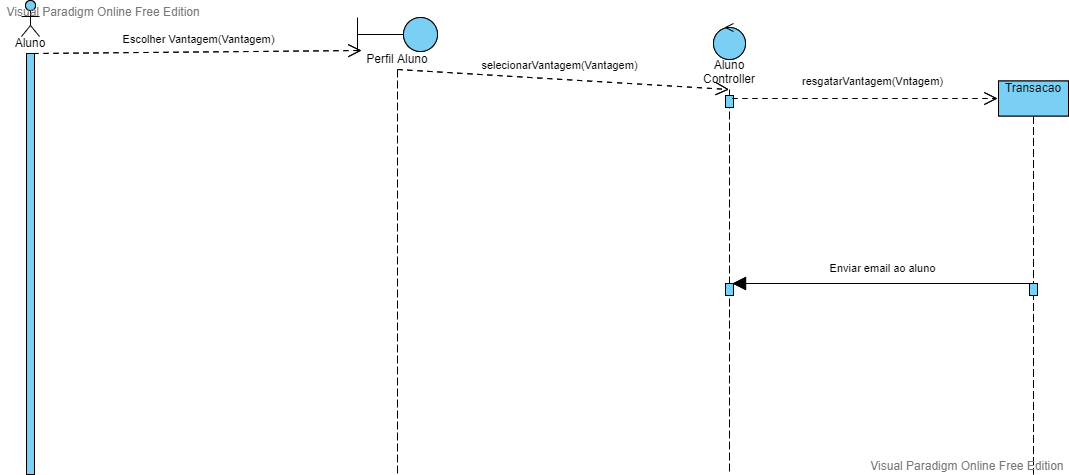 Visual Paradigm Online Free Edition
Aluno
Escolher Vantagem(Vantagem)
Perfil Aluno
selecionarVantagem(Vantagem)
Aluno
Controller
resgatarVantagem(Vntagem)
Transacao
Enviar email ao aluno
Visual Paradigm Online Free Edition